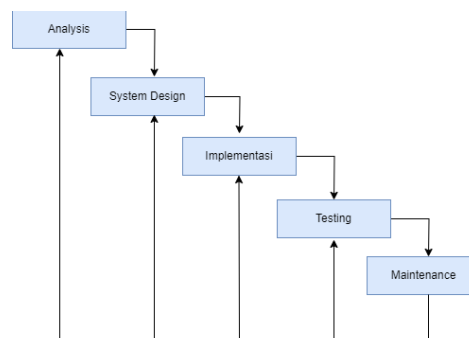 Analysis
System Design
Implementasi
Testing
Maintenance